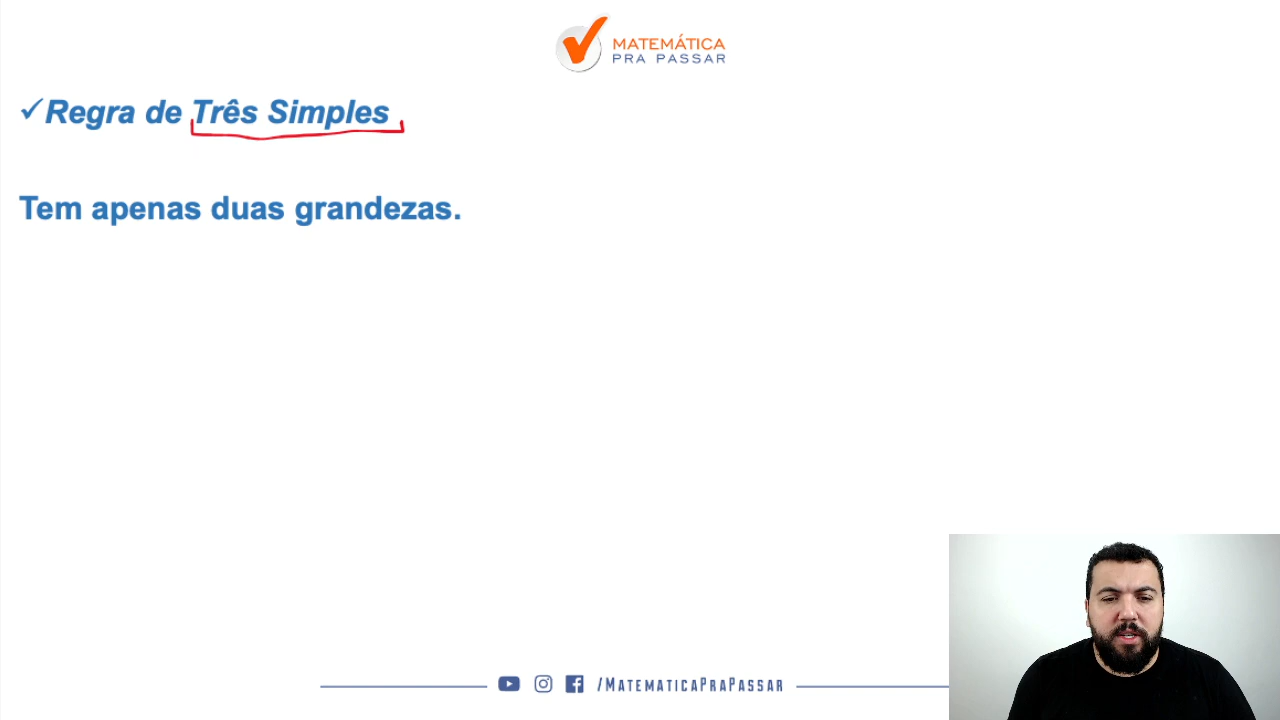 MATEMÁTICA
PRA PASSAR
✓Regra de Três Simples
Tem apenas duas grandezas.
/MATEMATICAPRAPASSAR